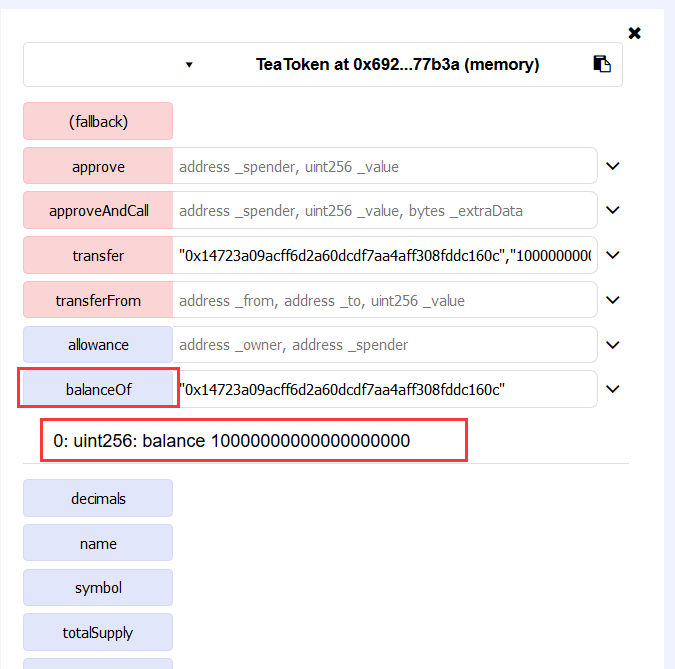 TeaToken at 0x692...77b3a (memory)
(fallback)
approve address _spender, uint256 _value
approveAndCall address _spender, uint256 _value, bytes _extraData
transfer "0x14723a09acff6d2a60dcdf7aa4aff308fddc160c","1000000000
transferFrom address _from, address _to, uint256 _value
allowance address _owner, address _spender
balanceOf "0x14723a09acff6d2a60dcdf7aa4aff308fddc160c"
0: uint256: balance 10000000000000000000
decimals
name
symbol
totalSupply